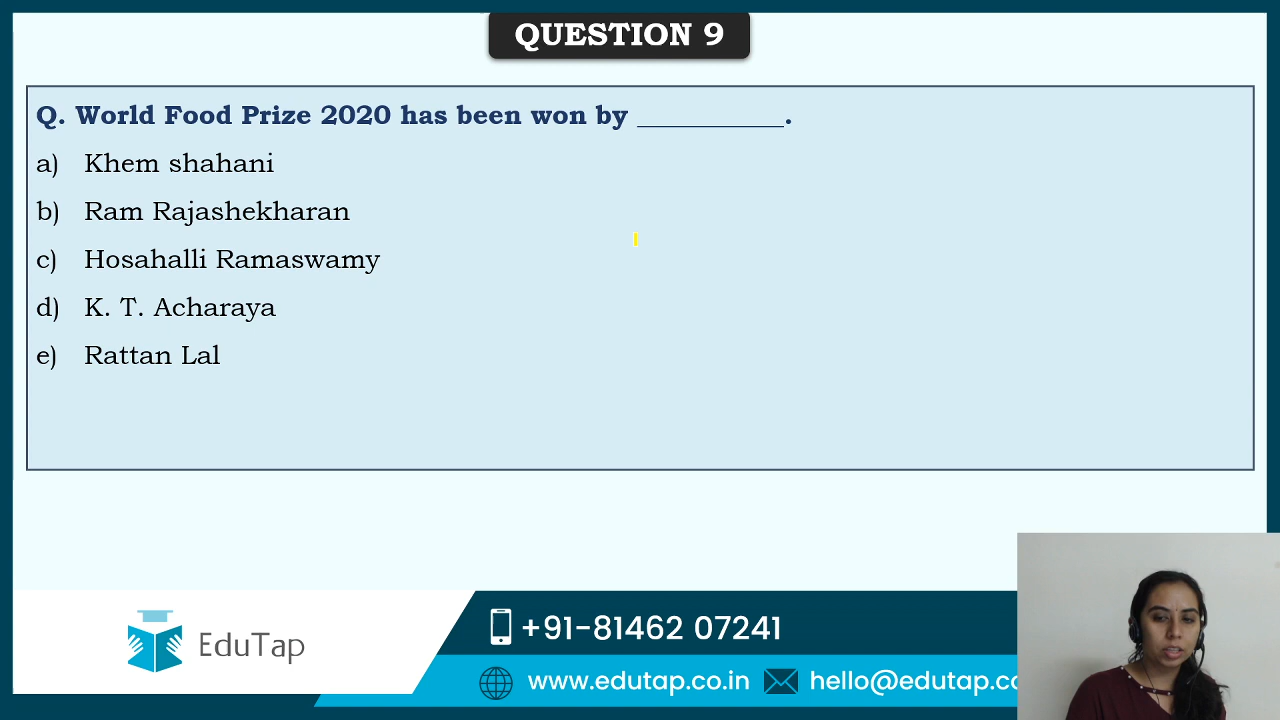 QUESTION 9
Q. World Food Prize 2020 has been won by ___________.
a) Khem shahani
b) Ram Rajashekharan
c) Hosahalli Ramaswamy
d) K. T. Acharaya
e) Rattan Lal
EduTap
+91-81462 07241
www.edutap.co.in hello@edutap.co